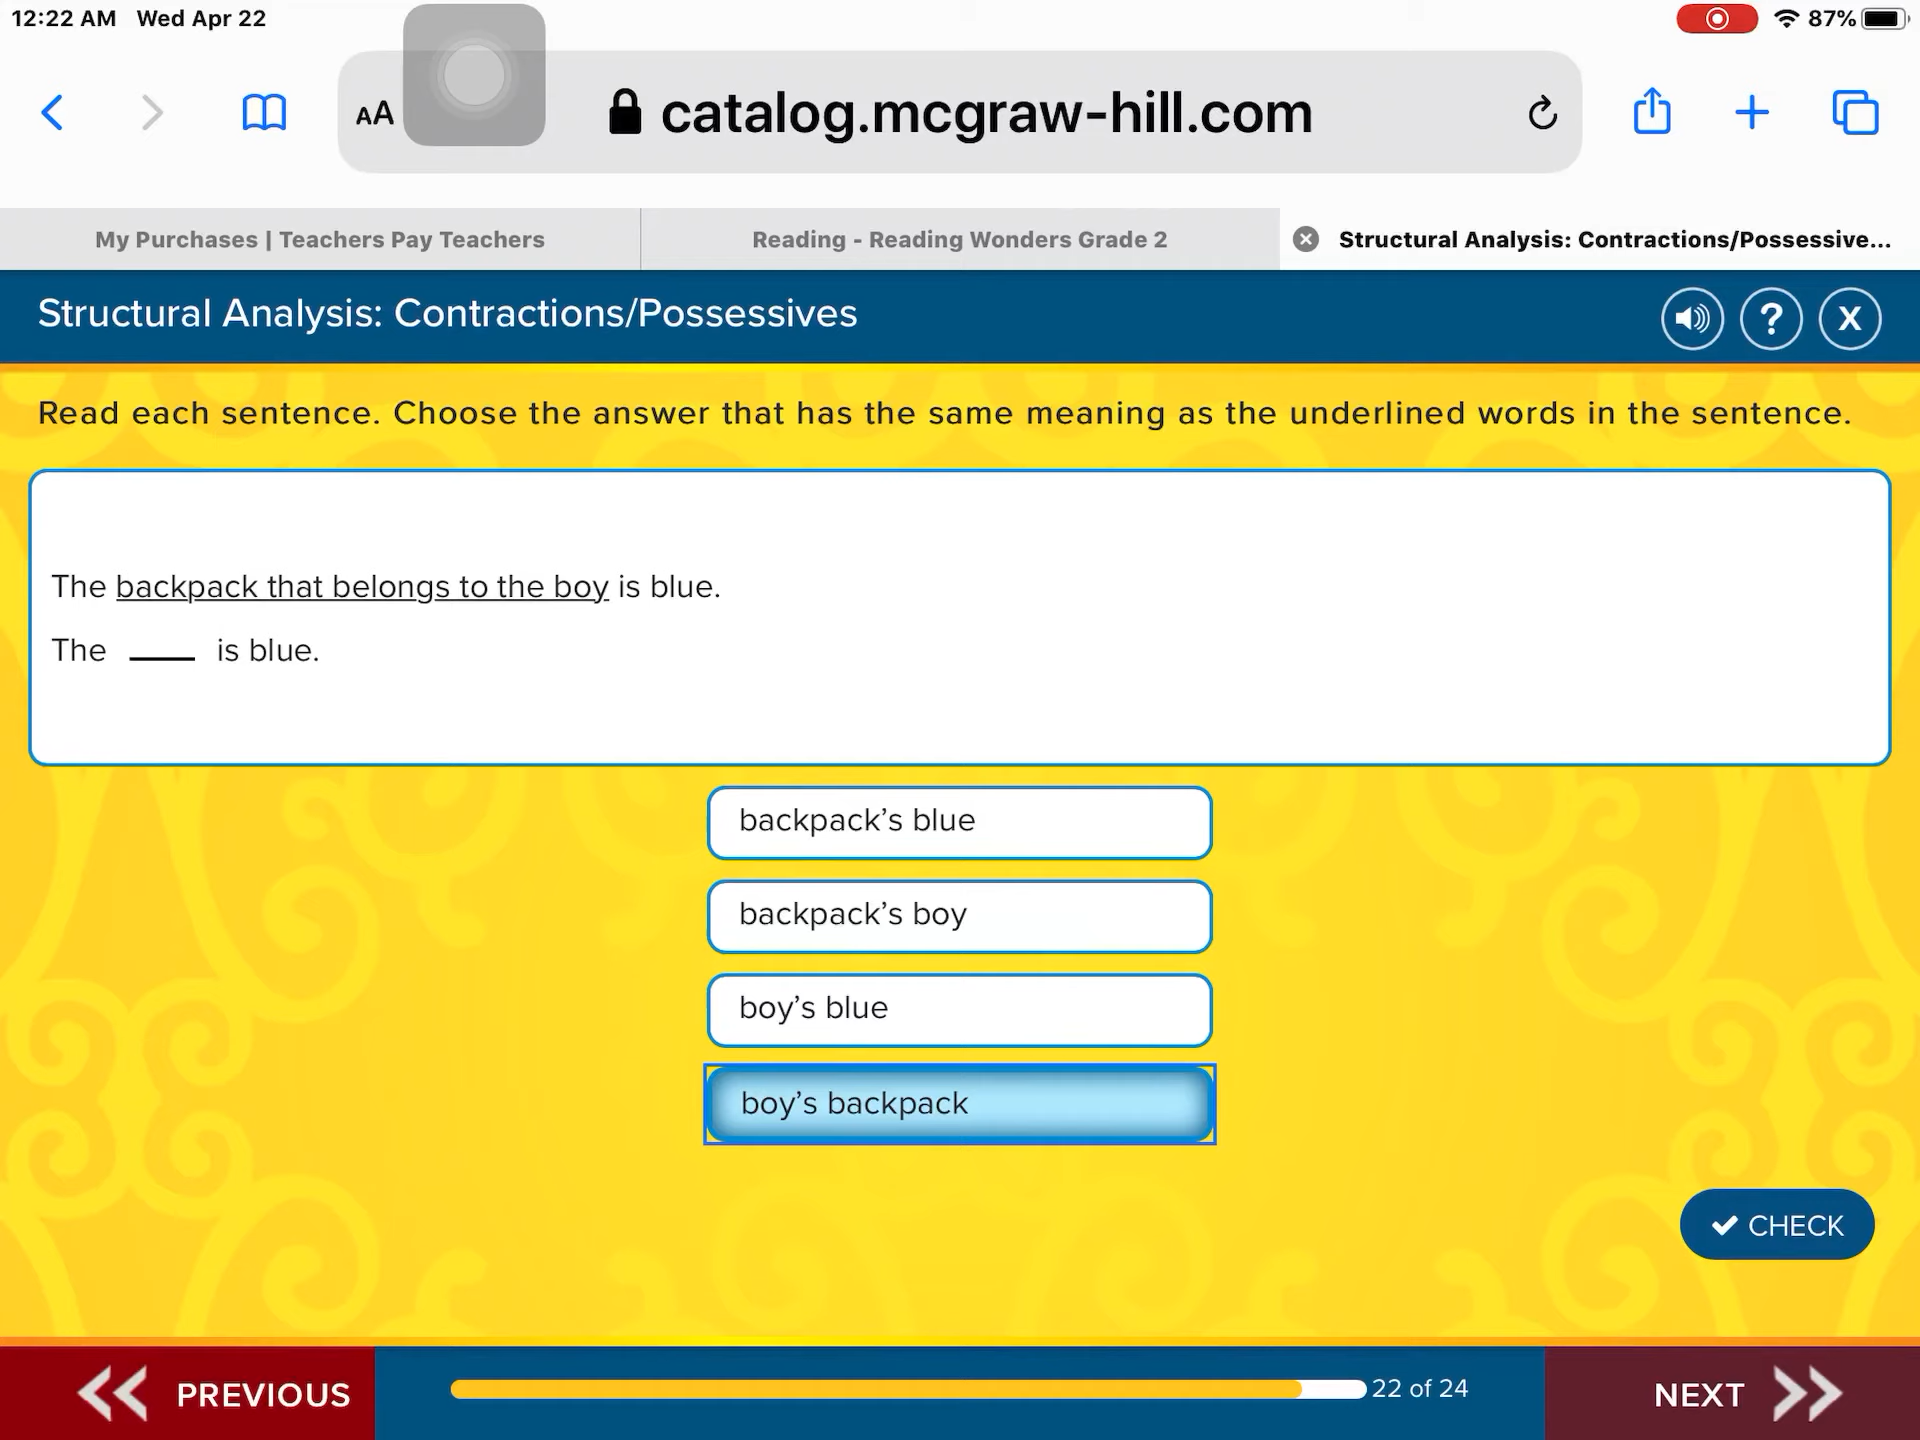 12:22 AM Wed Apr 22
87%
AA
catalog.mcgraw-hill.com
My Purchases | Teachers Pay Teachers
Reading - Reading Wonders Grade 2
Structural Analysis: Contractions/Possessive...
Structural Analysis: Contractions/Possessives
? X
Read each sentence. Choose the answer that has the same meaning as the underlined words in the sentence.
The backpack that belongs to the boy is blue.
The ____ is blue.
backpack’s blue
backpack’s boy
boy’s blue
boy’s backpack
CHECK
PREVIOUS
22 of 24
NEXT